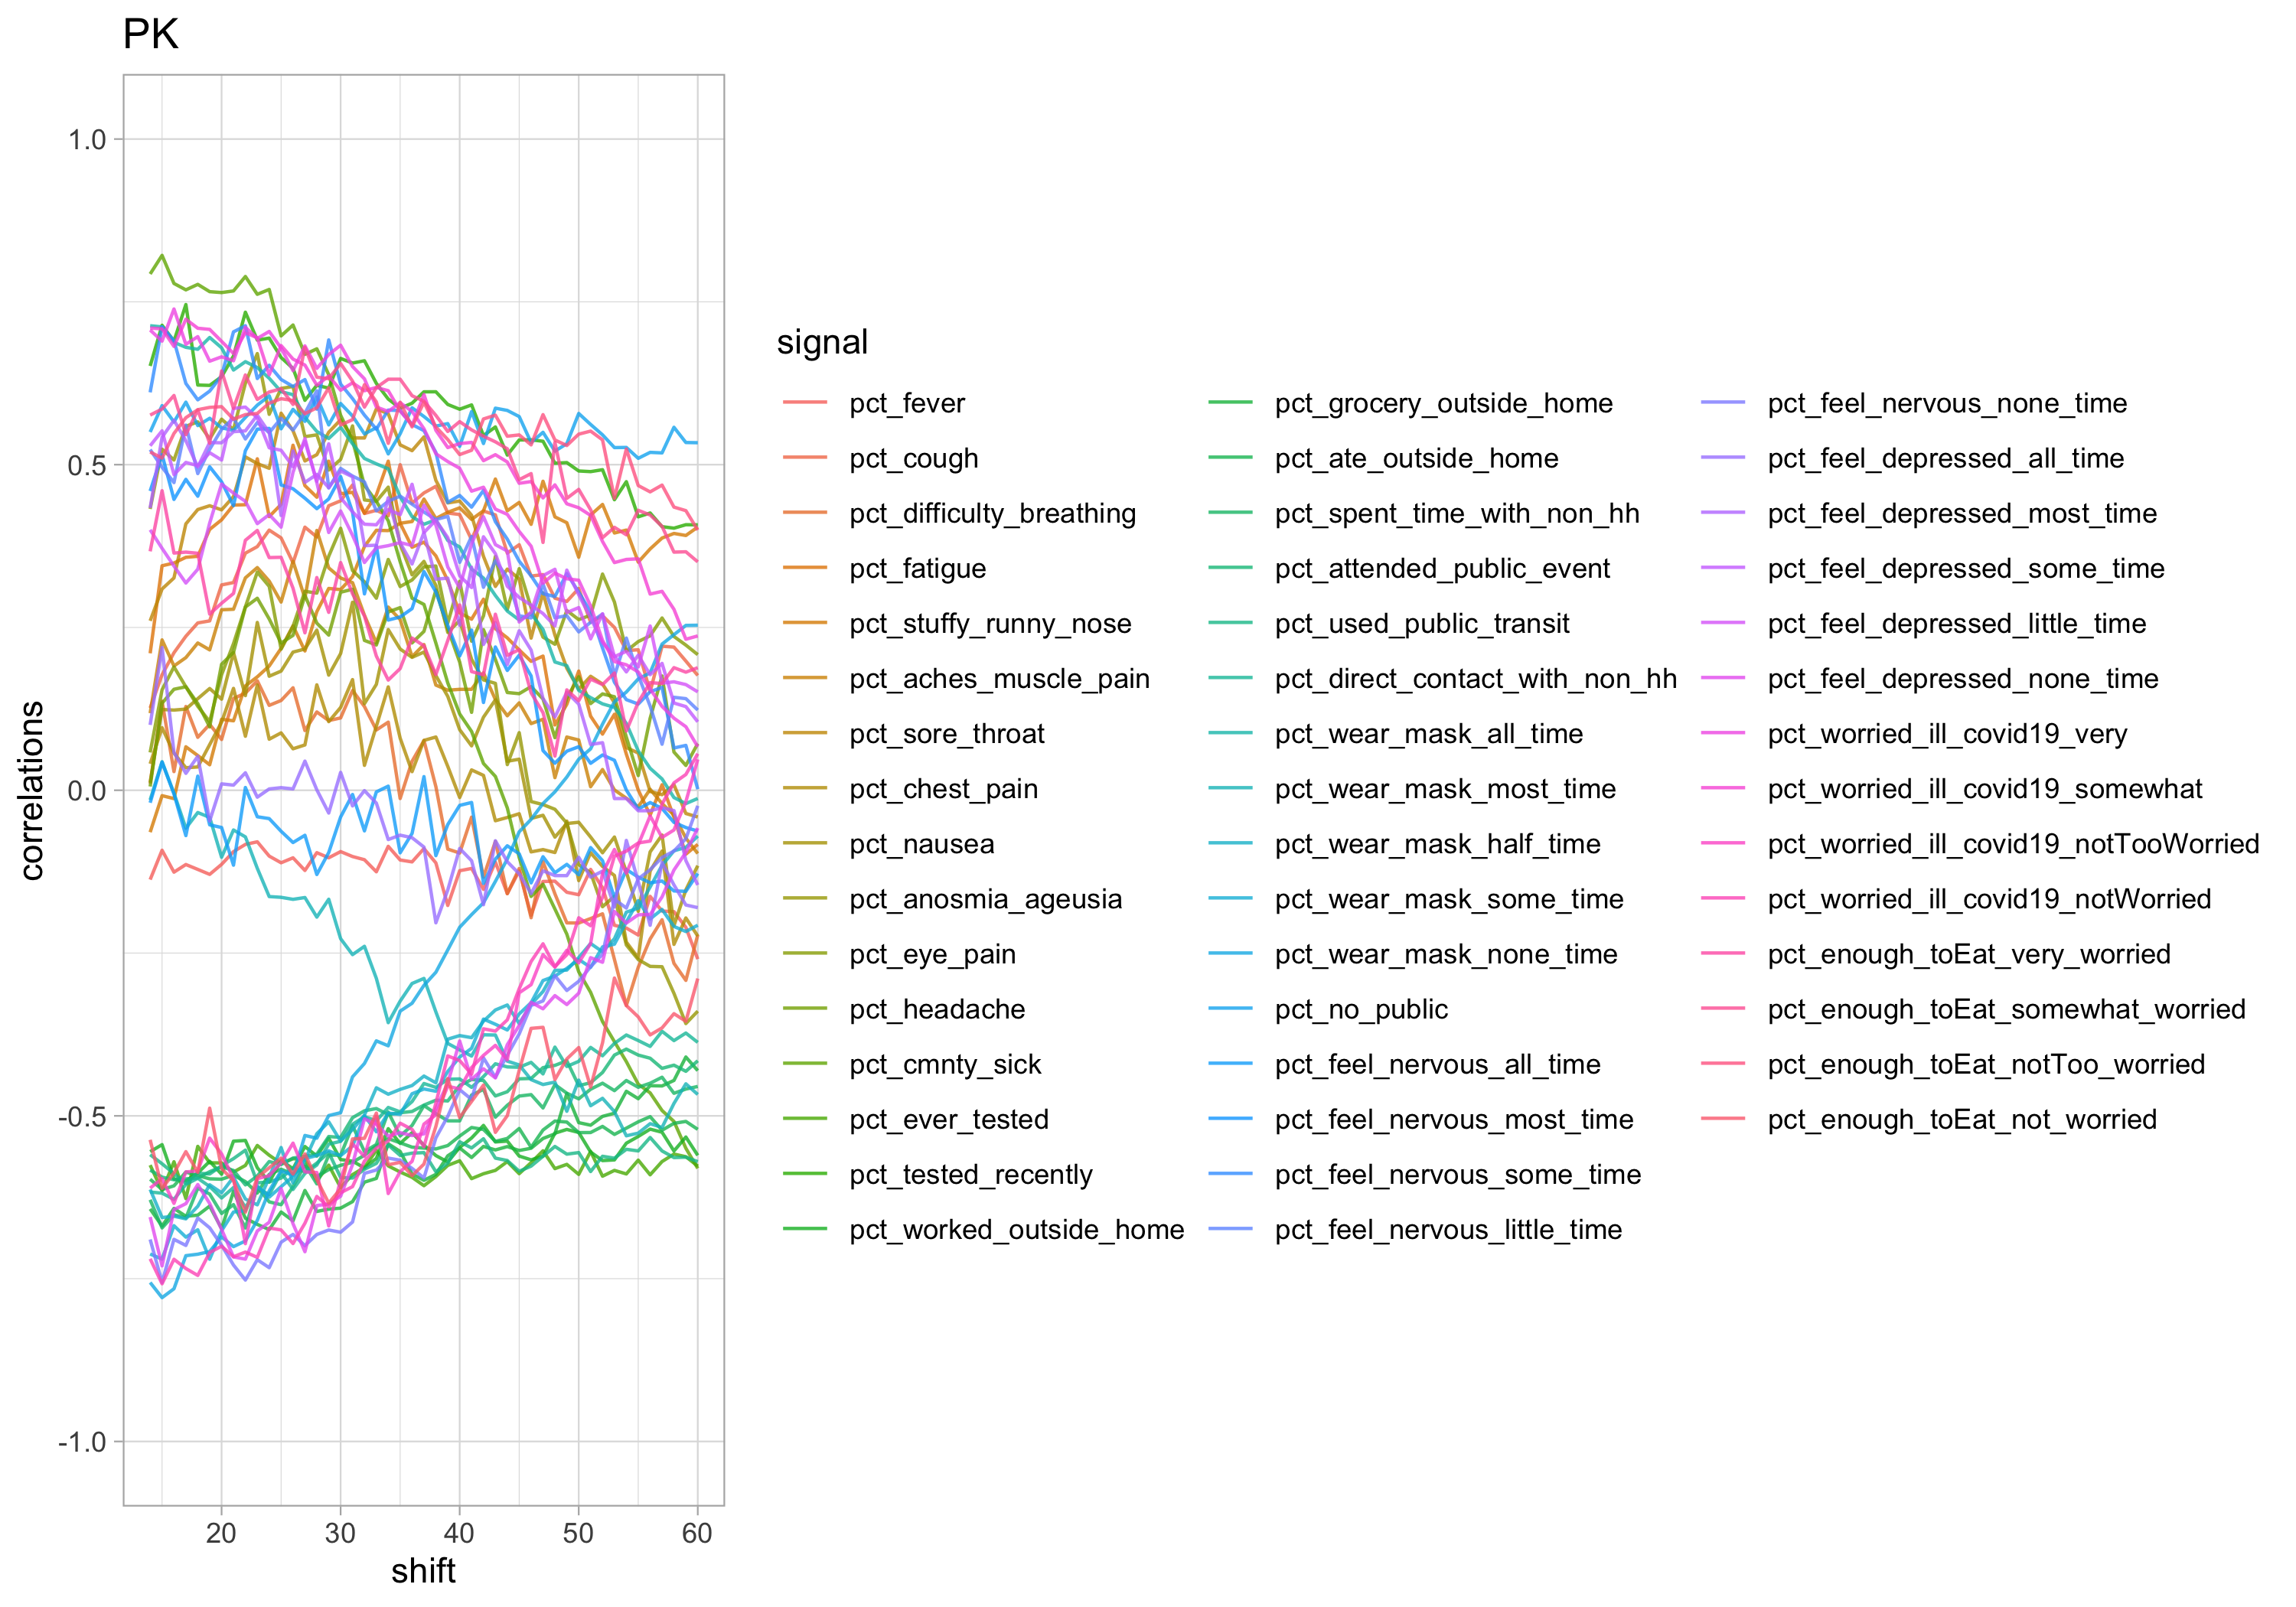 PK
correlations
1.0
0.5
0.0
-0.5
-1.0
20 30 40 50 60
shift
signal
pct_fever
pct_cough
pct_difficulty_breathing
pct_fatigue
pct_stuffy_runny_nose
pct_aches_muscle_pain
pct_sore_throat
pct_chest_pain
pct_nausea
pct_anosmia_ageusia
pct_eye_pain
pct_headache
pct_cmnty_sick
pct_ever_tested
pct_tested_recently
pct_worked_outside_home
pct_grocery_outside_home
pct_ate_outside_home
pct_spent_time_with_non_hh
pct_attended_public_event
pct_used_public_transit
pct_direct_contact_with_non_hh
pct_wear_mask_all_time
pct_wear_mask_most_time
pct_wear_mask_half_time
pct_wear_mask_some_time
pct_wear_mask_none_time
pct_no_public
pct_feel_nervous_all_time
pct_feel_nervous_most_time
pct_feel_nervous_some_time
pct_feel_nervous_little_time
pct_feel_nervous_none_time
pct_feel_depressed_all_time
pct_feel_depressed_most_time
pct_feel_depressed_some_time
pct_feel_depressed_little_time
pct_feel_depressed_none_time
pct_worried_ill_covid19_very
pct_worried_ill_covid19_somewhat
pct_worried_ill_covid19_notTooWorried
pct_worried_ill_covid19_notWorried
pct_enough_toEat_very_worried
pct_enough_toEat_somewhat_worried
pct_enough_toEat_notToo_worried
pct_enough_toEat_not_worried